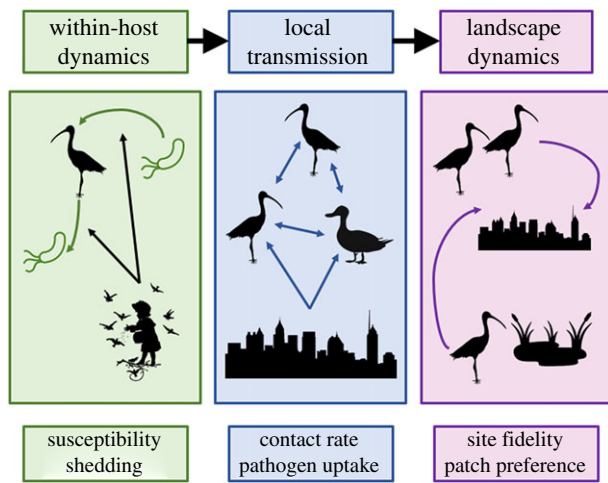 within-host
dynamics
local
transmission
landscape
dynamics
susceptibility
shedding
contact rate
pathogen uptake
site fidelity
patch preference